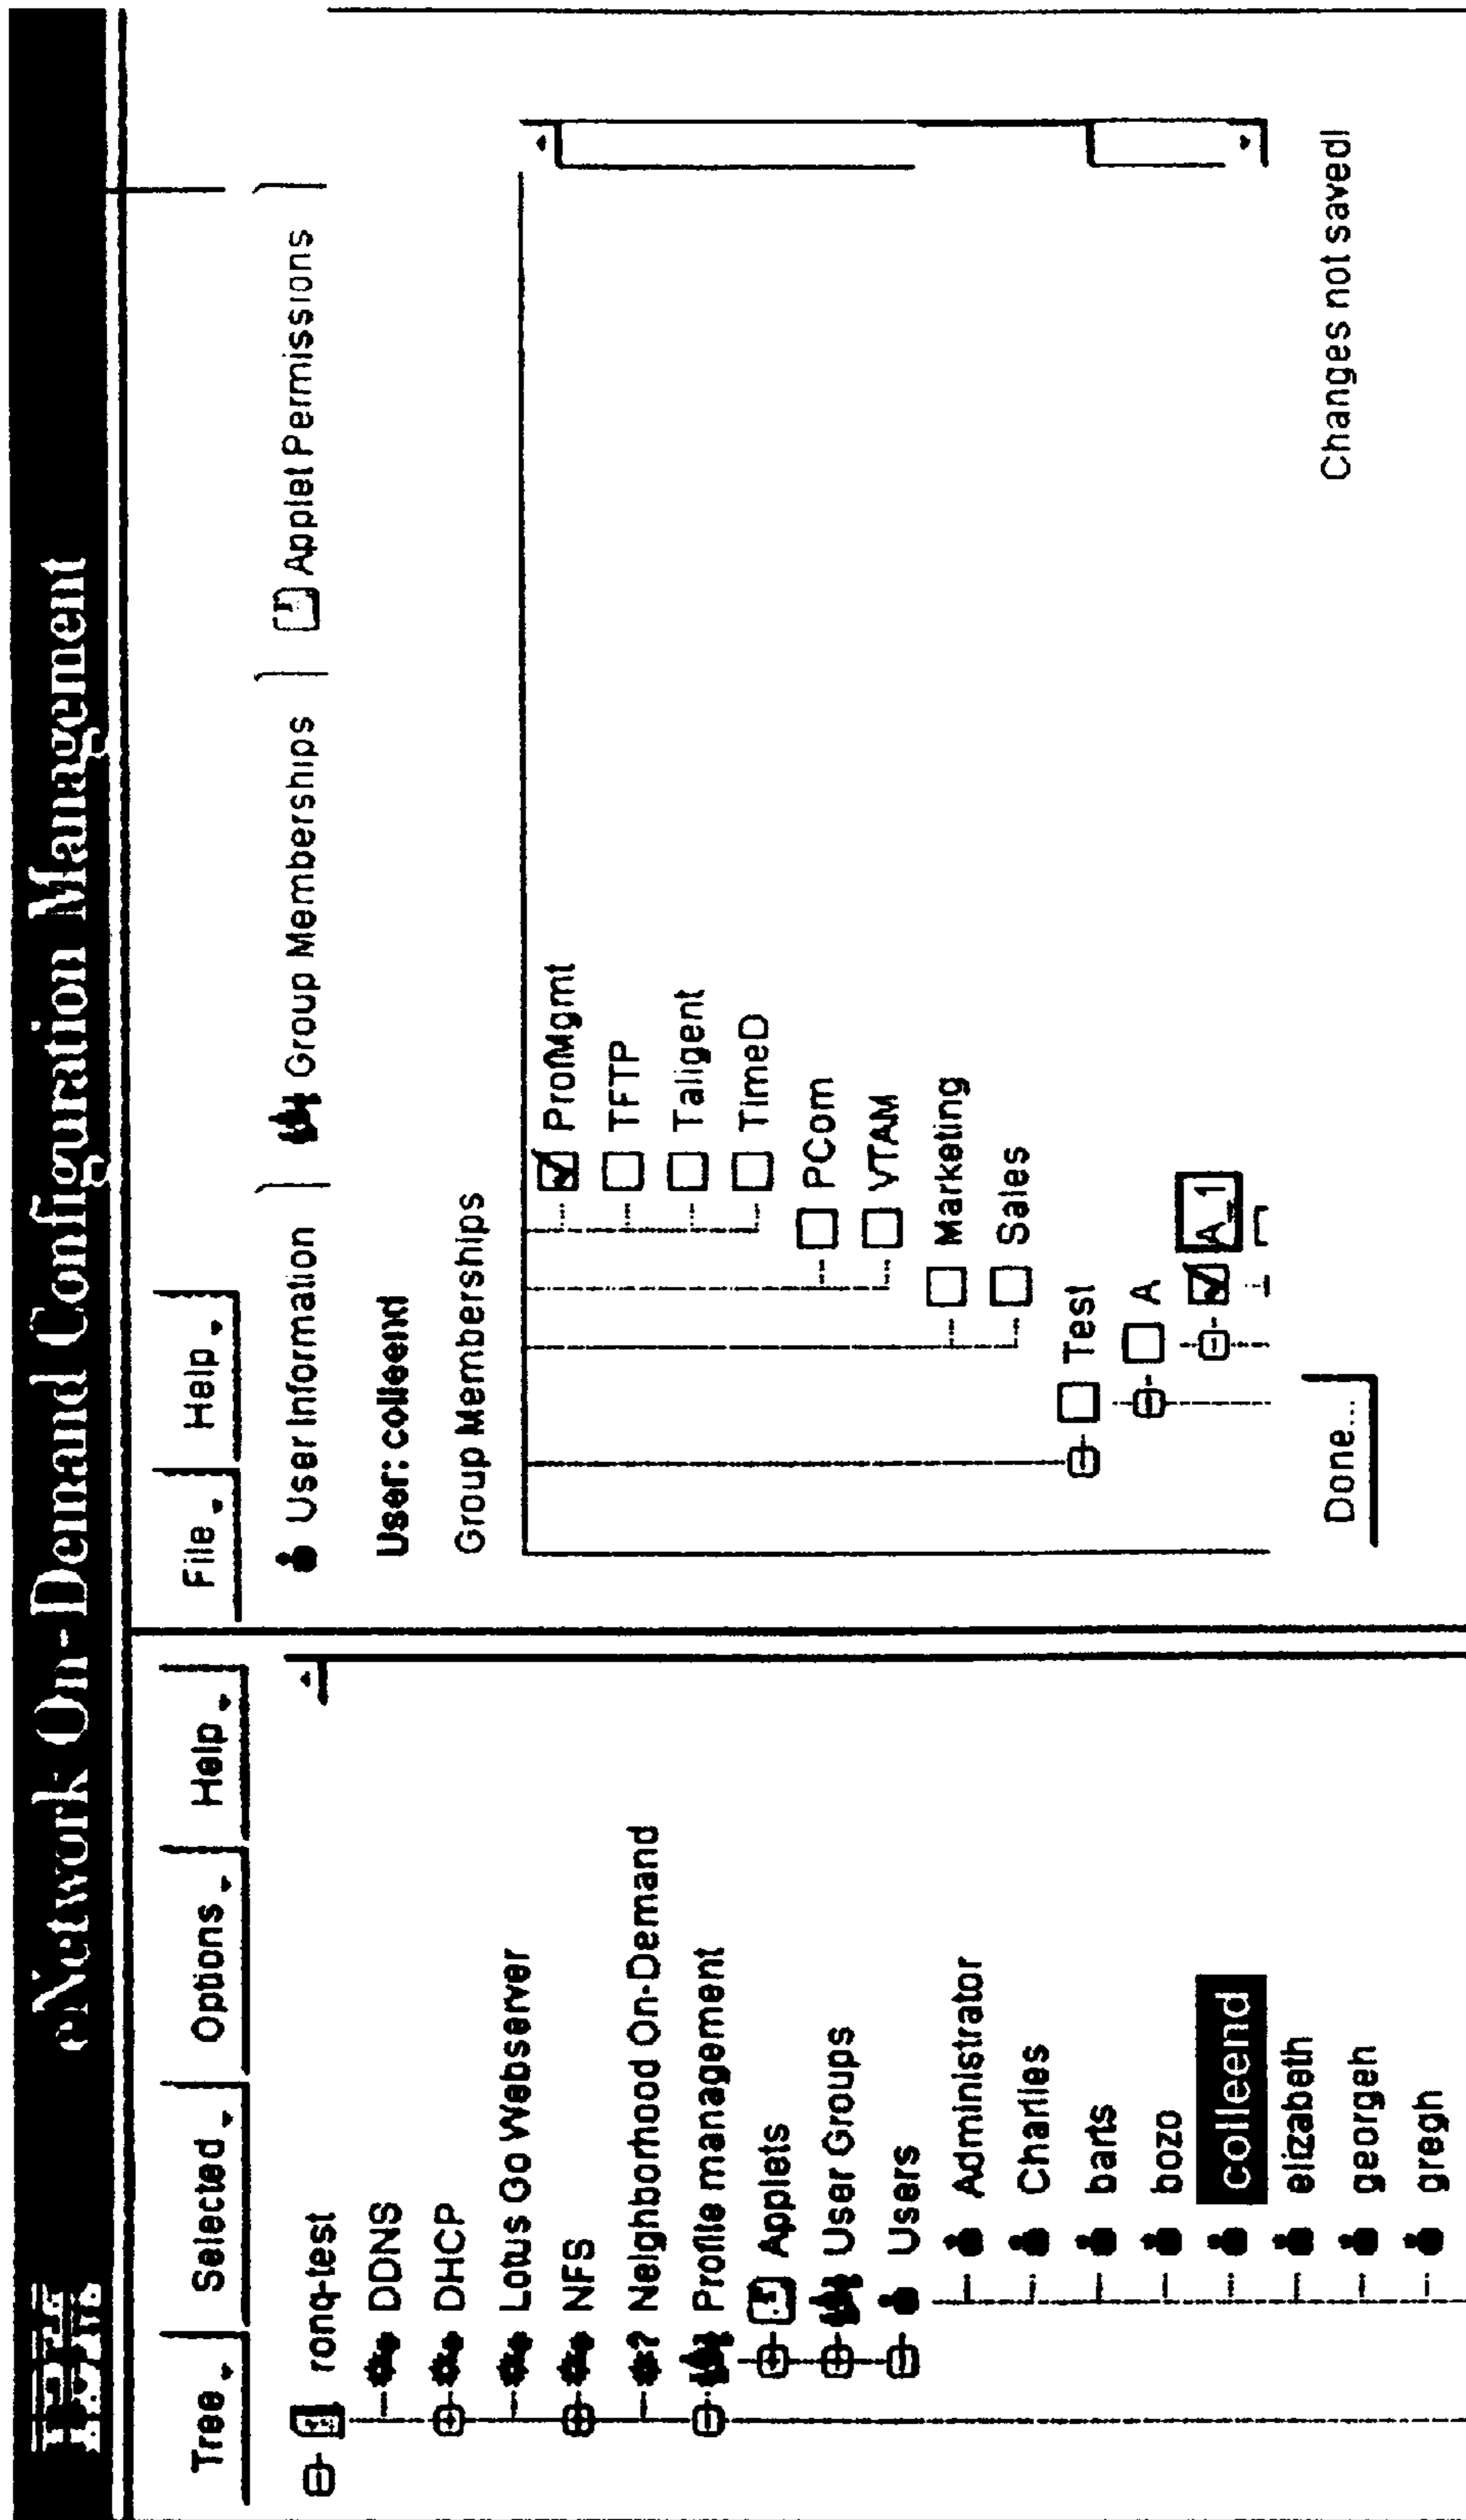 IBM eNetwork On-Demand Configuration Management
Tree Selected Options Help
ronq-test
DDNS
DHCP
Lotus Go Webserver
NFS
Neighborhood On-Demand
Profile management
Applets
User Groups
Users
Administrator
Charlies
barts
bozo
colleend
elizabeth
georgeh
gregh
File Help
User Information Group Memberships Applet Permissions
User: colleend
Group Memberships
ProfMgmt
TFTP
Taligent
TimeD
PCom
VTAM
Marketing
Sales
Test
A
A_1
Done... Changes not saved!